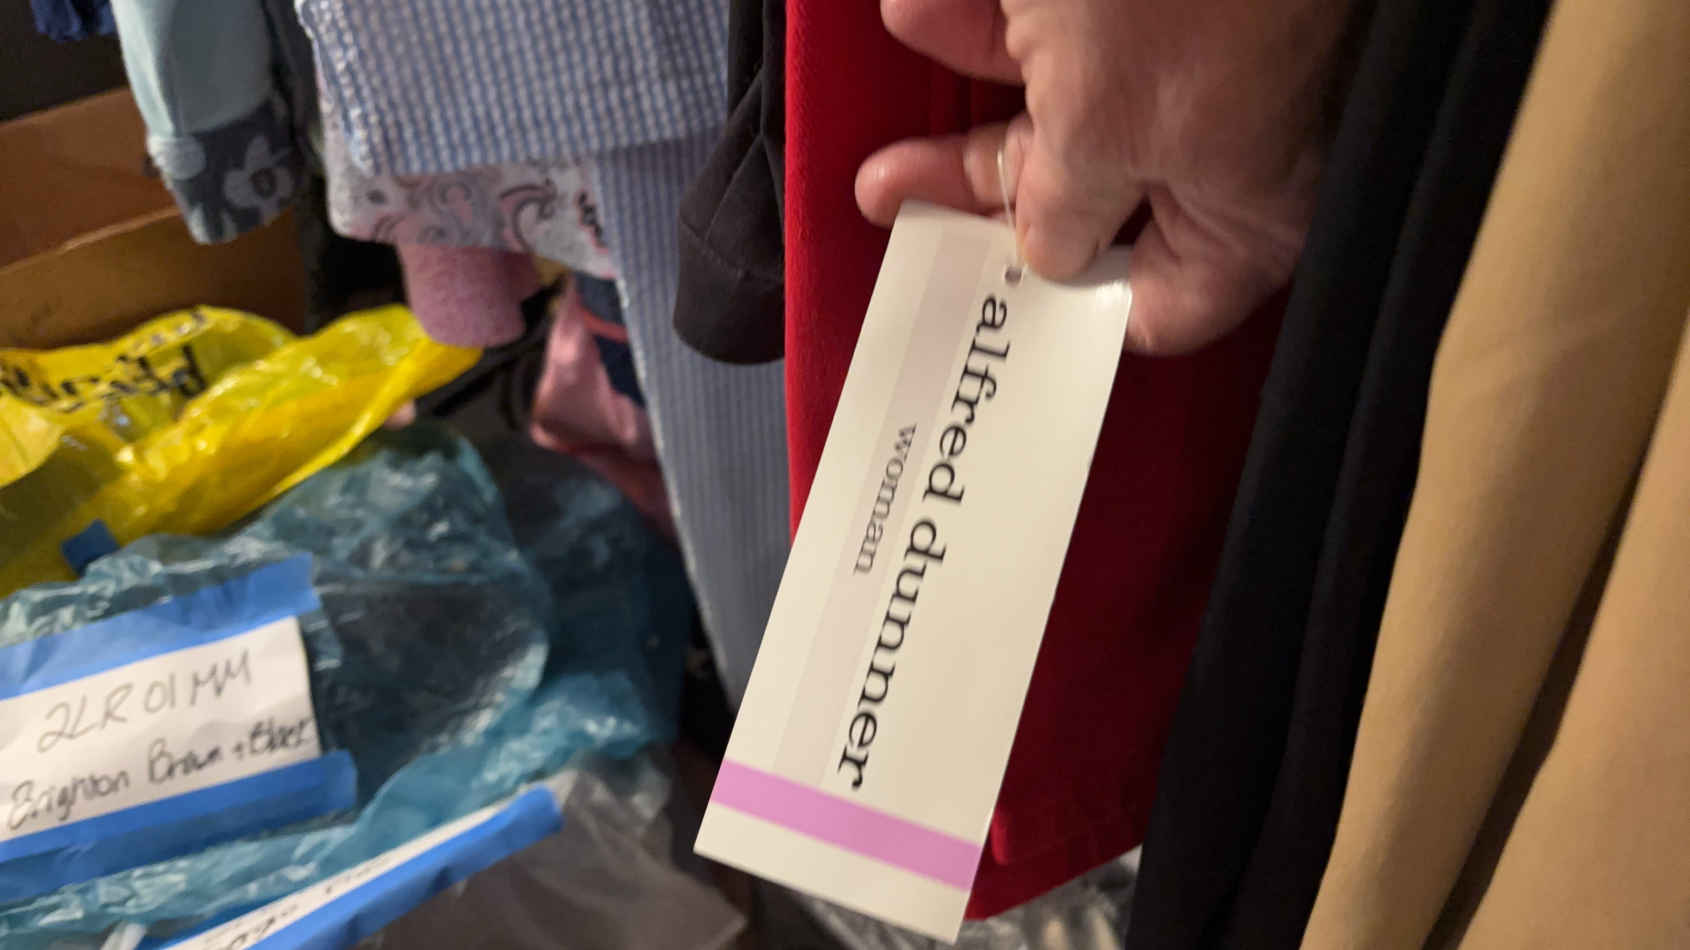 alfred dunner
woman
2LR 01 MM
Brighton Brown + Black